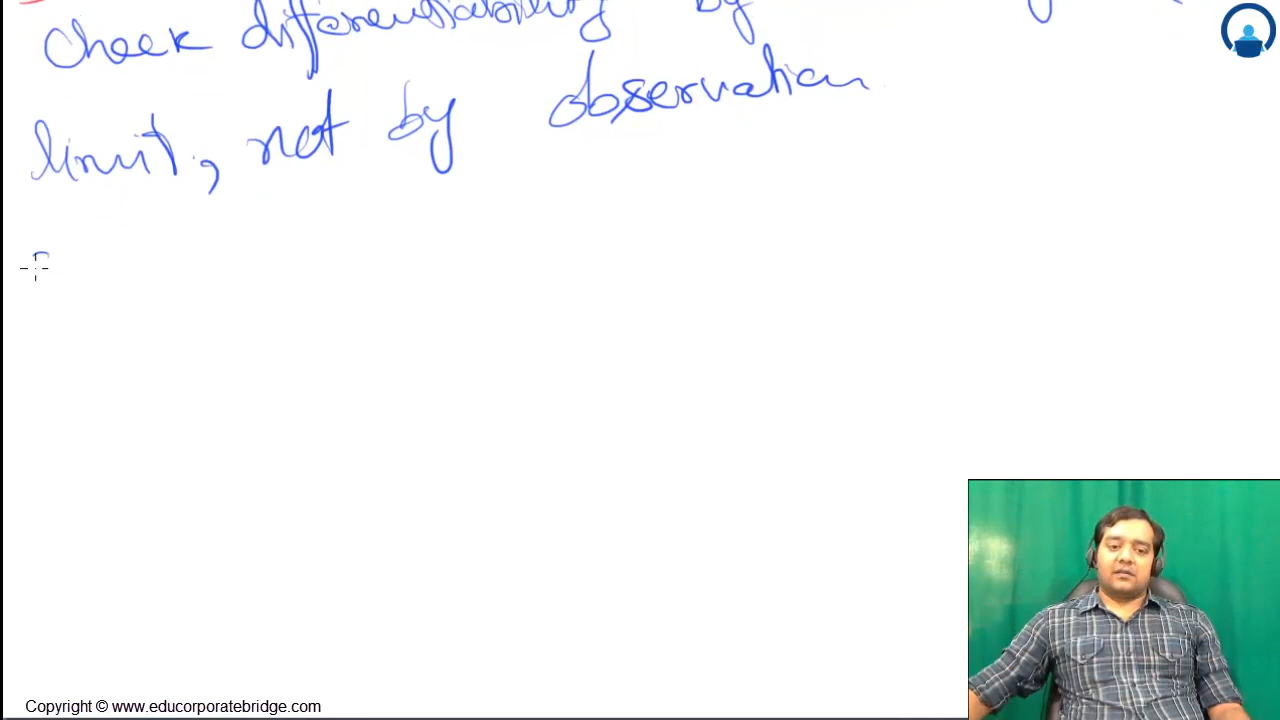 Check differentiability by
limit, not by observation
Copyright © www.educorporatebridge.com